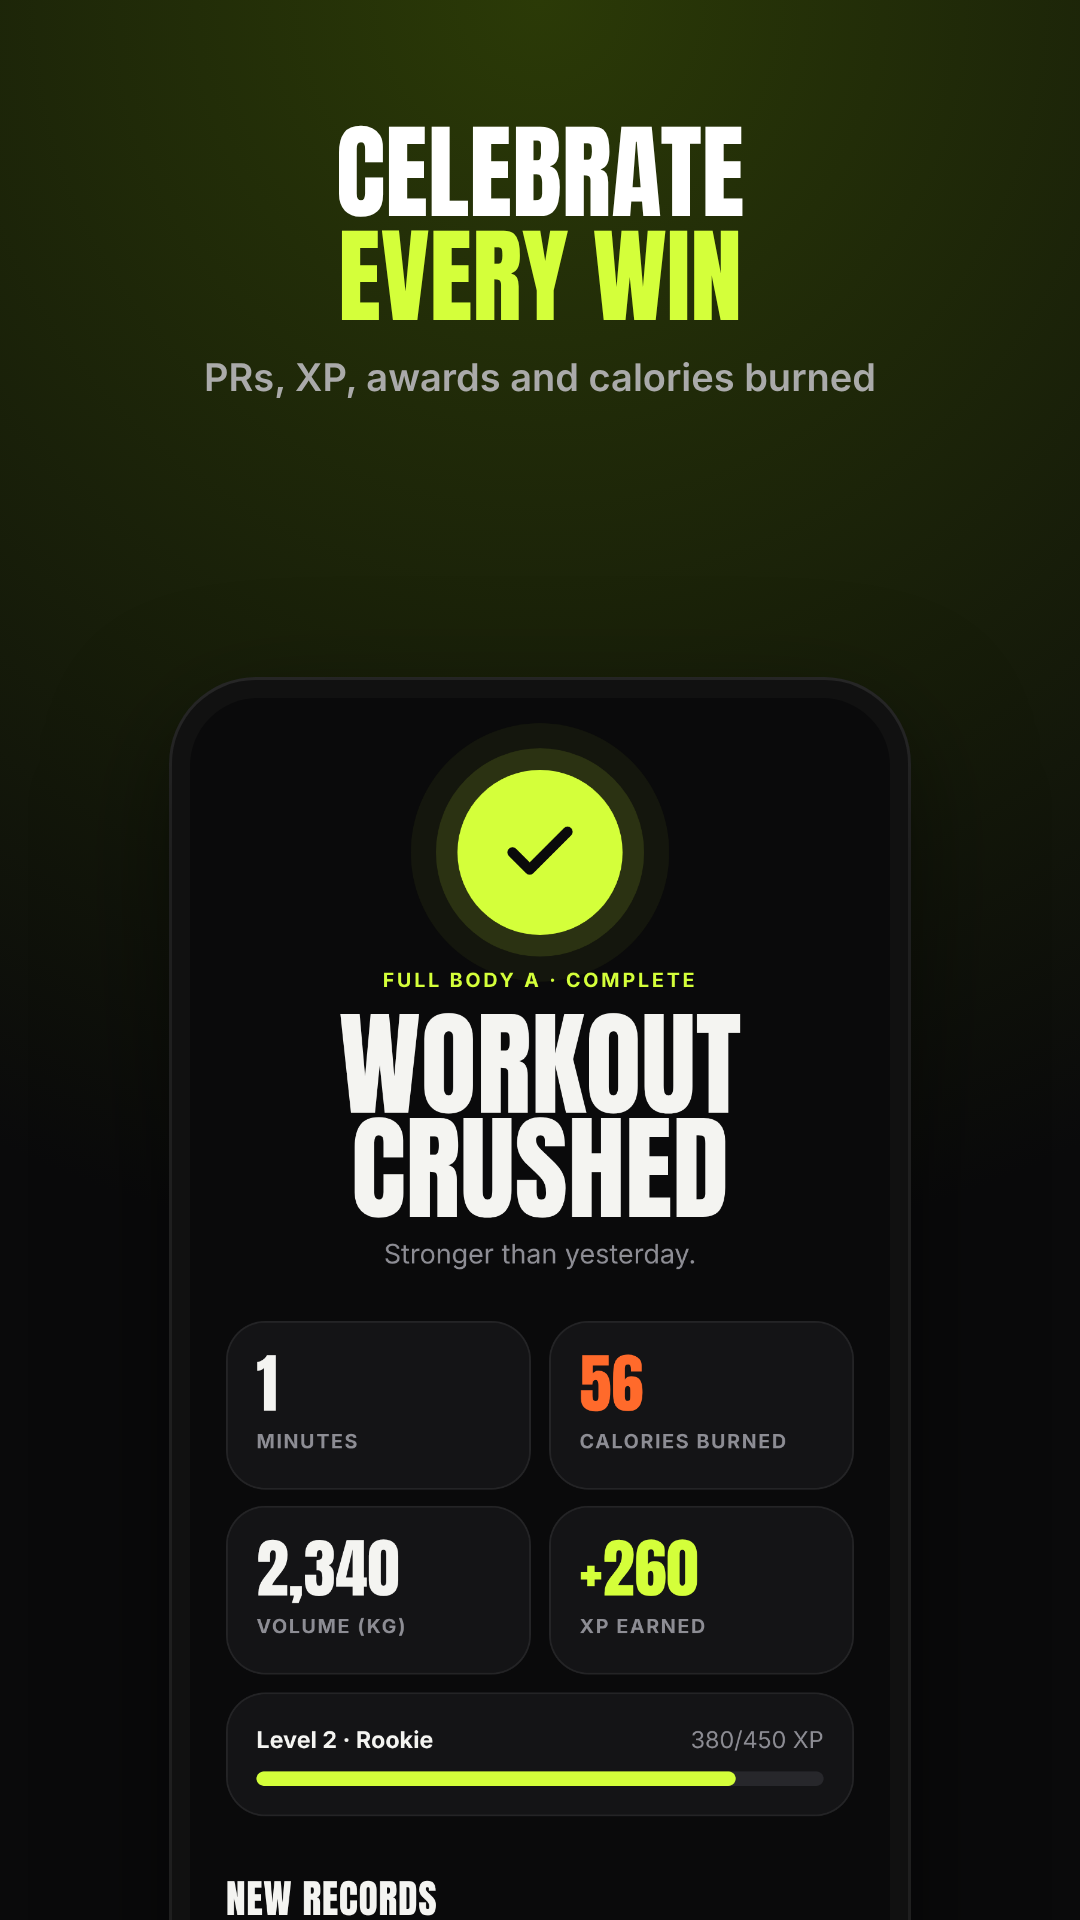 CELEBRATE
EVERY WIN
PRs, XP, awards and calories burned
FULL BODY A · COMPLETE
WORKOUT
CRUSHED
Stronger than yesterday.
1
MINUTES
56
CALORIES BURNED
2,340
VOLUME (KG)
+260
XP EARNED
Level 2 · Rookie
380/450 XP
NEW RECORDS